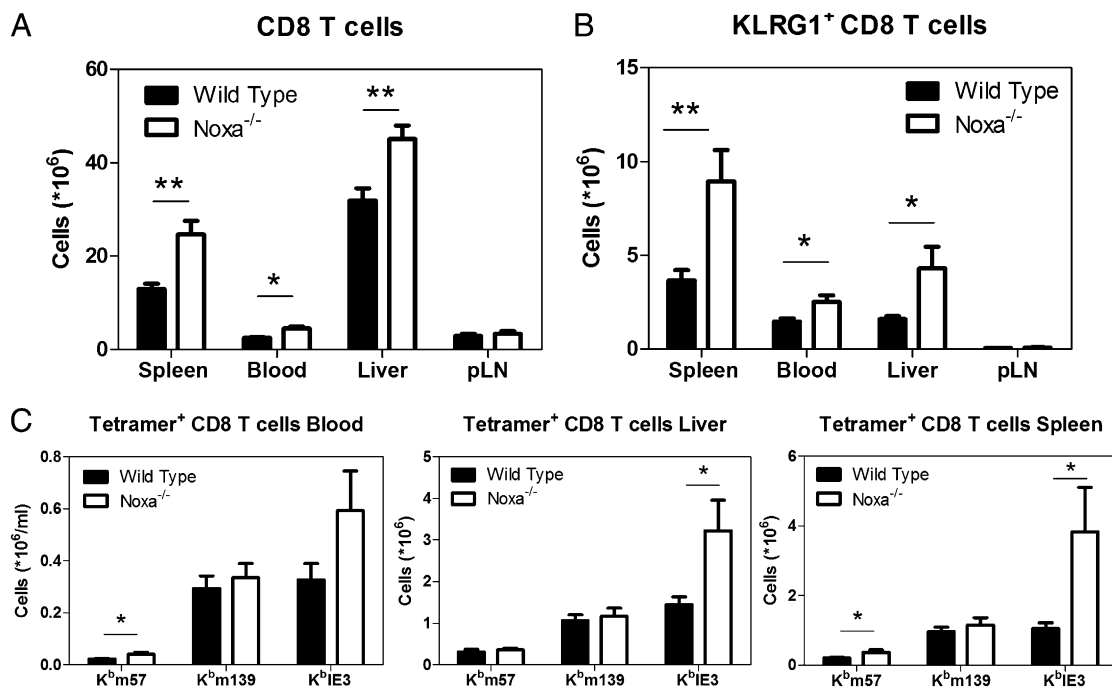 A
CD8 T cells
Cells (*10⁶)
60
40
20
0
Wild Type
Noxa⁻/⁻
**
*
**
Spleen
Blood
Liver
pLN
B
KLRG1⁺ CD8 T cells
Cells (*10⁶)
15
10
5
0
Wild Type
Noxa⁻/⁻
**
*
*
Spleen
Blood
Liver
pLN
C
Tetramer⁺ CD8 T cells Blood
Cells (*10⁶/ml)
0.8
0.6
0.4
0.2
0.0
Wild Type
Noxa⁻/⁻
*
Kᵇm57
Kᵇm139
KᵇIE3
Tetramer⁺ CD8 T cells Liver
Cells (*10⁶)
5
4
3
2
1
0
Wild Type
Noxa⁻/⁻
*
Kᵇm57
Kᵇm139
KᵇIE3
Tetramer⁺ CD8 T cells Spleen
Cells (*10⁶)
6
4
2
0
Wild Type
Noxa⁻/⁻
*
*
Kᵇm57
Kᵇm139
KᵇIE3